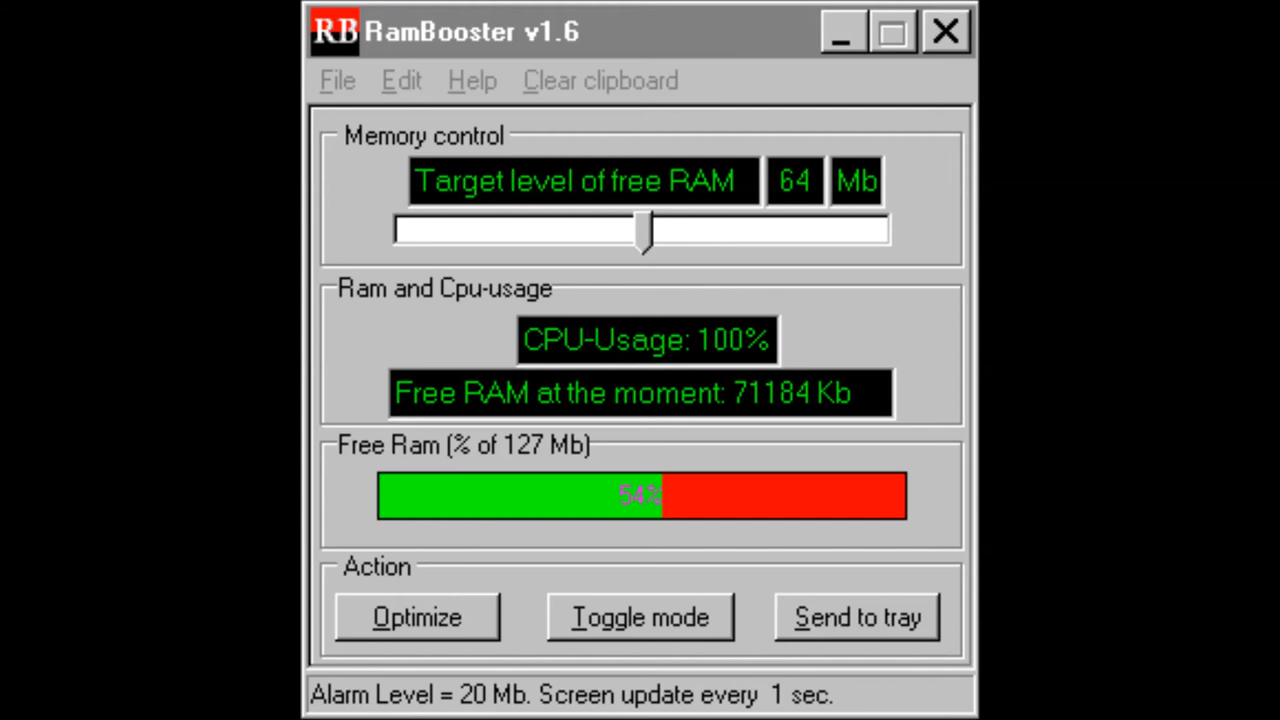 RB RamBooster v1.6
File Edit Help Clear clipboard
Memory control
Target level of free RAM 64 Mb
Ram and Cpu-usage
CPU-Usage: 100%
Free RAM at the moment: 71184 Kb
Free Ram (% of 127 Mb)
54%
Action
Optimize Toggle mode Send to tray
Alarm Level = 20 Mb. Screen update every 1 sec.